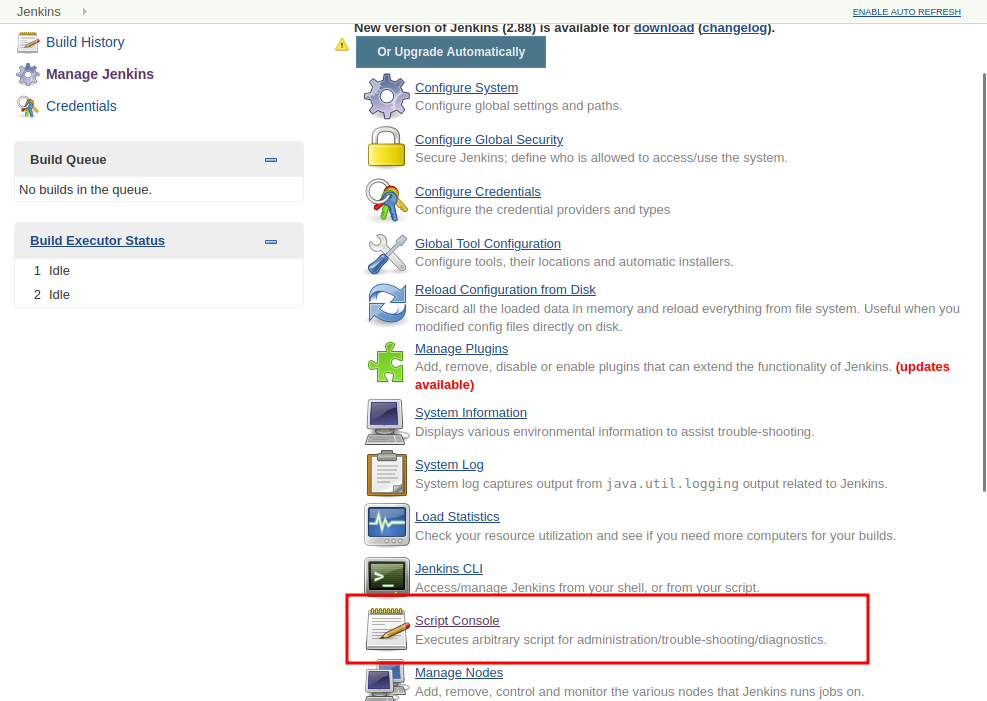 Jenkins
ENABLE AUTO REFRESH
Build History
Manage Jenkins
Credentials
Build Queue
No builds in the queue.
Build Executor Status
1 Idle
2 Idle
New version of Jenkins (2.88) is available for download (changelog).
Or Upgrade Automatically
Configure System
Configure global settings and paths.
Configure Global Security
Secure Jenkins; define who is allowed to access/use the system.
Configure Credentials
Configure the credential providers and types
Global Tool Configuration
Configure tools, their locations and automatic installers.
Reload Configuration from Disk
Discard all the loaded data in memory and reload everything from file system. Useful when you
modified config files directly on disk.
Manage Plugins
Add, remove, disable or enable plugins that can extend the functionality of Jenkins. (updates
available)
System Information
Displays various environmental information to assist trouble-shooting.
System Log
System log captures output from java.util.logging output related to Jenkins.
Load Statistics
Check your resource utilization and see if you need more computers for your builds.
Jenkins CLI
Access/manage Jenkins from your shell, or from your script.
Script Console
Executes arbitrary script for administration/trouble-shooting/diagnostics.
Manage Nodes
Add, remove, control and monitor the various nodes that Jenkins runs jobs on.